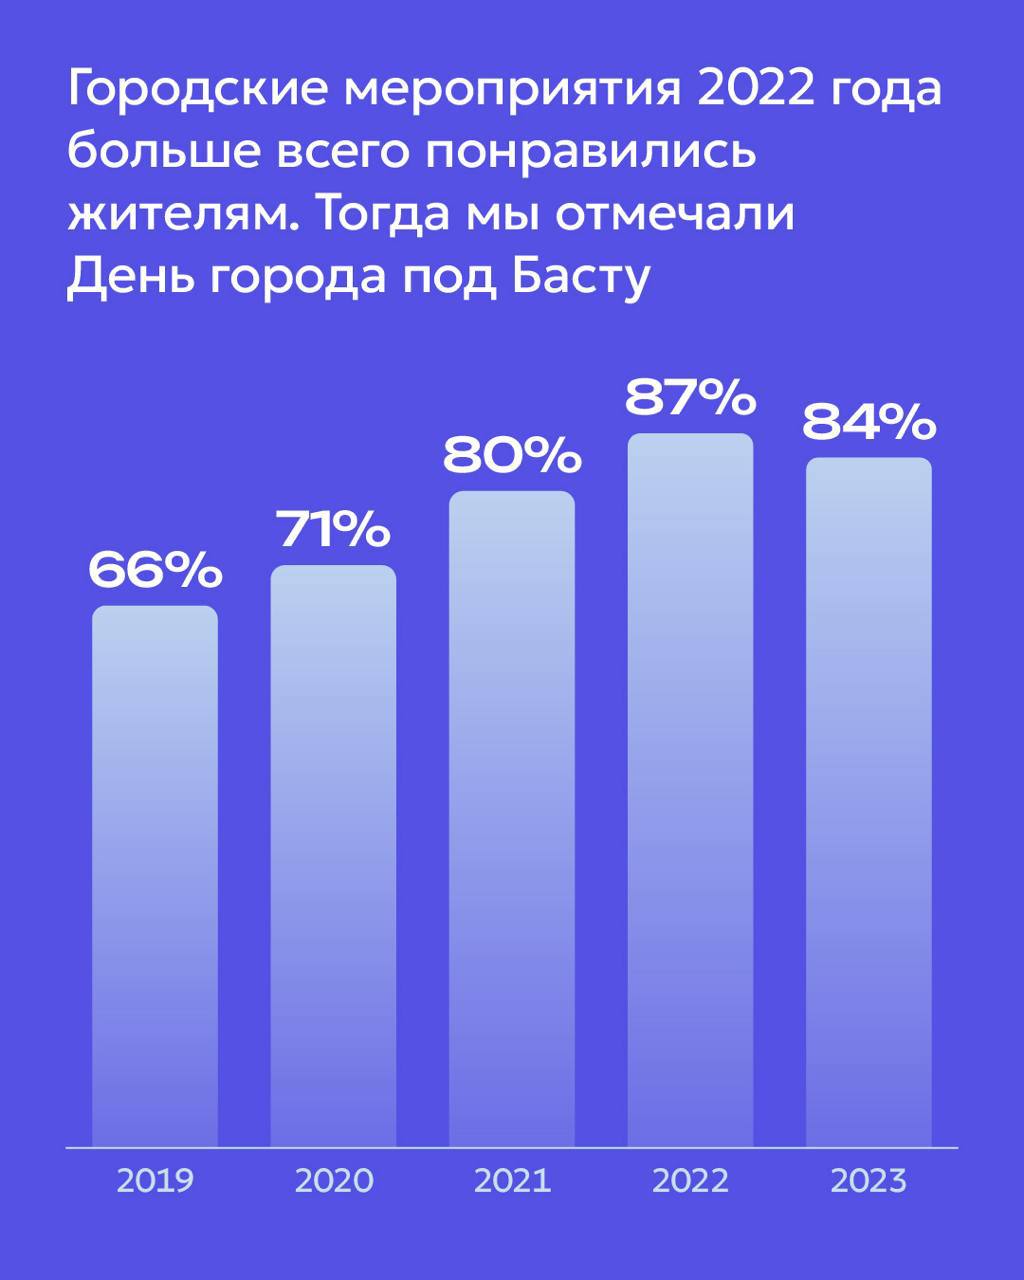 Городские мероприятия 2022 года
больше всего понравились
жителям. Тогда мы отмечали
День города под Басту
66%
71%
80%
87%
84%
2019
2020
2021
2022
2023